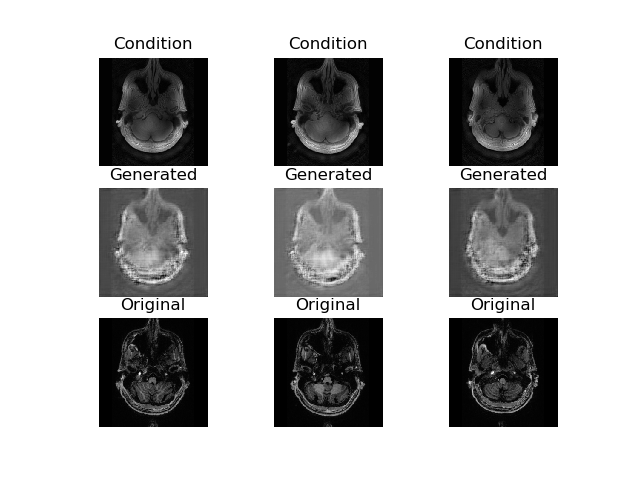 Condition Condition Condition
Generated Generated Generated
Original Original Original